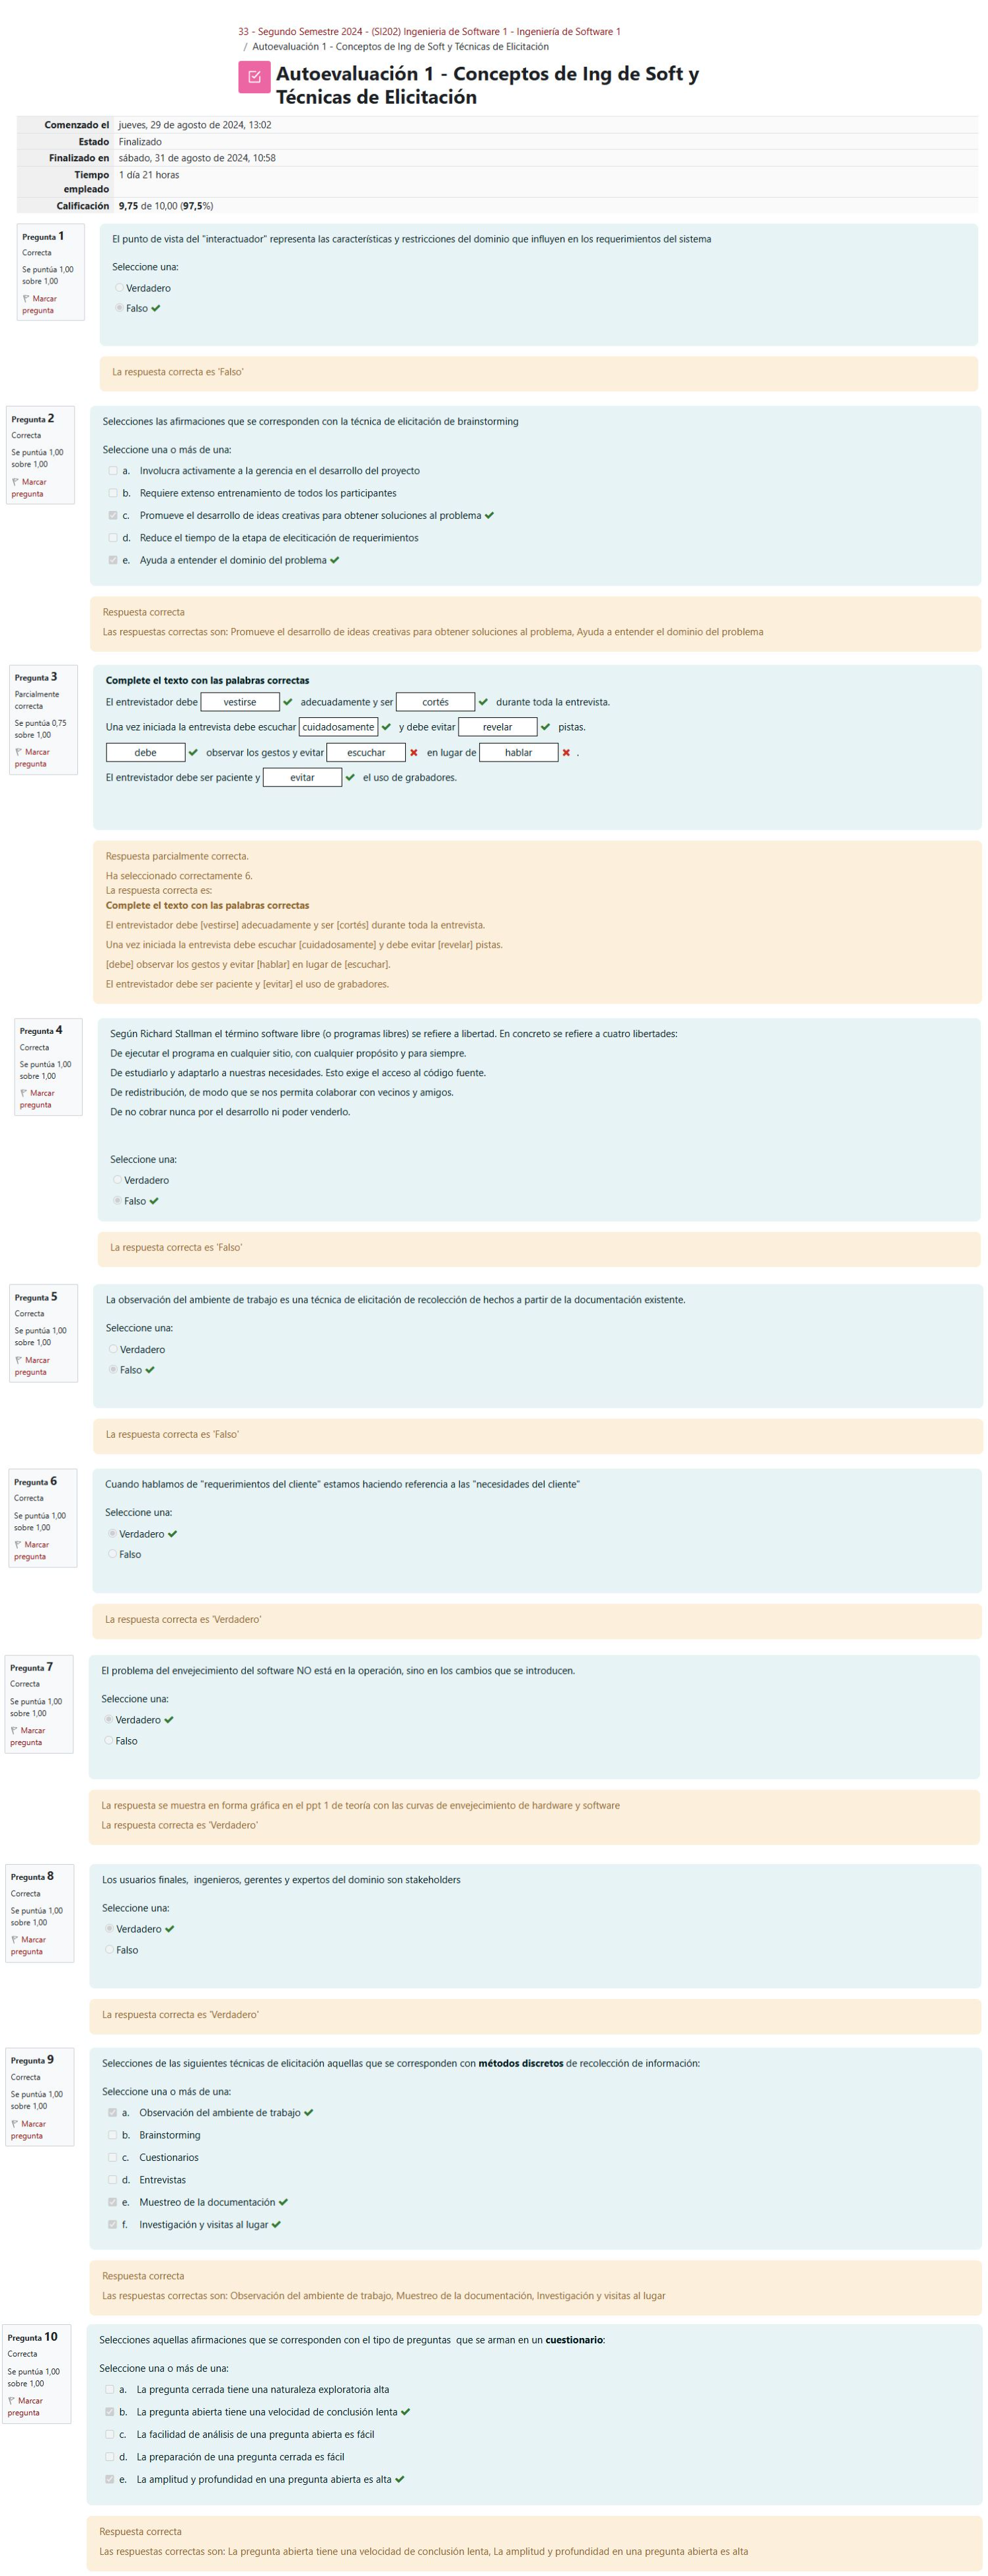 33 - Segundo Semestre 2024 - (SI202) Ingenieria de Software 1 - Ingeniería de Software 1
/ Autoevaluación 1 - Conceptos de Ing de Soft y Técnicas de Elicitación
Autoevaluación 1 - Conceptos de Ing de Soft y
Técnicas de Elicitación
Comenzado el jueves, 29 de agosto de 2024, 13:02
Estado Finalizado
Finalizado en sábado, 31 de agosto de 2024, 10:58
Tiempo empleado 1 día 21 horas
Calificación 9,75 de 10,00 (97,5%)
Pregunta 1
Correcta
Se puntúa 1,00
sobre 1,00
Marcar
pregunta
El punto de vista del "interactuador" representa las características y restricciones del dominio que influyen en los requerimientos del sistema
Seleccione una:
Verdadero
Falso
La respuesta correcta es 'Falso'
Pregunta 2
Correcta
Se puntúa 1,00
sobre 1,00
Marcar
pregunta
Selecciones las afirmaciones que se corresponden con la técnica de elicitación de brainstorming
Seleccione una o más de una:
a. Involucra activamente a la gerencia en el desarrollo del proyecto
b. Requiere extenso entrenamiento de todos los participantes
c. Promueve el desarrollo de ideas creativas para obtener soluciones al problema
d. Reduce el tiempo de la etapa de eleciticación de requerimientos
e. Ayuda a entender el dominio del problema
Respuesta correcta
Las respuestas correctas son: Promueve el desarrollo de ideas creativas para obtener soluciones al problema, Ayuda a entender el dominio del problema
Pregunta 3
Parcialmente
correcta
Se puntúa 0,75
sobre 1,00
Marcar
pregunta
Complete el texto con las palabras correctas
El entrevistador debe vestirse adecuadamente y ser cortés durante toda la entrevista.
Una vez iniciada la entrevista debe escuchar cuidadosamente y debe evitar revelar pistas.
debe observar los gestos y evitar escuchar en lugar de hablar .
El entrevistador debe ser paciente y evitar el uso de grabadores.
Respuesta parcialmente correcta.
Ha seleccionado correctamente 6.
La respuesta correcta es:
Complete el texto con las palabras correctas
El entrevistador debe [vestirse] adecuadamente y ser [cortés] durante toda la entrevista.
Una vez iniciada la entrevista debe escuchar [cuidadosamente] y debe evitar [revelar] pistas.
[debe] observar los gestos y evitar [hablar] en lugar de [escuchar].
El entrevistador debe ser paciente y [evitar] el uso de grabadores.
Pregunta 4
Correcta
Se puntúa 1,00
sobre 1,00
Marcar
pregunta
Según Richard Stallman el término software libre (o programas libres) se refiere a libertad. En concreto se refiere a cuatro libertades:
De ejecutar el programa en cualquier sitio, con cualquier propósito y para siempre.
De estudiarlo y adaptarlo a nuestras necesidades. Esto exige el acceso al código fuente.
De redistribución, de modo que se nos permita colaborar con vecinos y amigos.
De no cobrar nunca por el desarrollo ni poder venderlo.
Seleccione una:
Verdadero
Falso
La respuesta correcta es 'Falso'
Pregunta 5
Correcta
Se puntúa 1,00
sobre 1,00
Marcar
pregunta
La observación del ambiente de trabajo es una técnica de elicitación de recolección de hechos a partir de la documentación existente.
Seleccione una:
Verdadero
Falso
La respuesta correcta es 'Falso'
Pregunta 6
Correcta
Se puntúa 1,00
sobre 1,00
Marcar
pregunta
Cuando hablamos de "requerimientos del cliente" estamos haciendo referencia a las "necesidades del cliente"
Seleccione una:
Verdadero
Falso
La respuesta correcta es 'Verdadero'
Pregunta 7
Correcta
Se puntúa 1,00
sobre 1,00
Marcar
pregunta
El problema del envejecimiento del software NO está en la operación, sino en los cambios que se introducen.
Seleccione una:
Verdadero
Falso
La respuesta se muestra en forma gráfica en el ppt 1 de teoría con las curvas de envejecimiento de hardware y software
La respuesta correcta es 'Verdadero'
Pregunta 8
Correcta
Se puntúa 1,00
sobre 1,00
Marcar
pregunta
Los usuarios finales, ingenieros, gerentes y expertos del dominio son stakeholders
Seleccione una:
Verdadero
Falso
La respuesta correcta es 'Verdadero'
Pregunta 9
Correcta
Se puntúa 1,00
sobre 1,00
Marcar
pregunta
Selecciones de las siguientes técnicas de elicitación aquellas que se corresponden con métodos discretos de recolección de información:
Seleccione una o más de una:
a. Observación del ambiente de trabajo
b. Brainstorming
c. Cuestionarios
d. Entrevistas
e. Muestreo de la documentación
f. Investigación y visitas al lugar
Respuesta correcta
Las respuestas correctas son: Observación del ambiente de trabajo, Muestreo de la documentación, Investigación y visitas al lugar
Pregunta 10
Correcta
Se puntúa 1,00
sobre 1,00
Marcar
pregunta
Selecciones aquellas afirmaciones que se corresponden con el tipo de preguntas que se arman en un cuestionario:
Seleccione una o más de una:
a. La pregunta cerrada tiene una naturaleza exploratoria alta
b. La pregunta abierta tiene una velocidad de conclusión lenta
c. La facilidad de análisis de una pregunta abierta es fácil
d. La preparación de una pregunta cerrada es fácil
e. La amplitud y profundidad en una pregunta abierta es alta
Respuesta correcta
Las respuestas correctas son: La pregunta abierta tiene una velocidad de conclusión lenta, La amplitud y profundidad en una pregunta abierta es alta